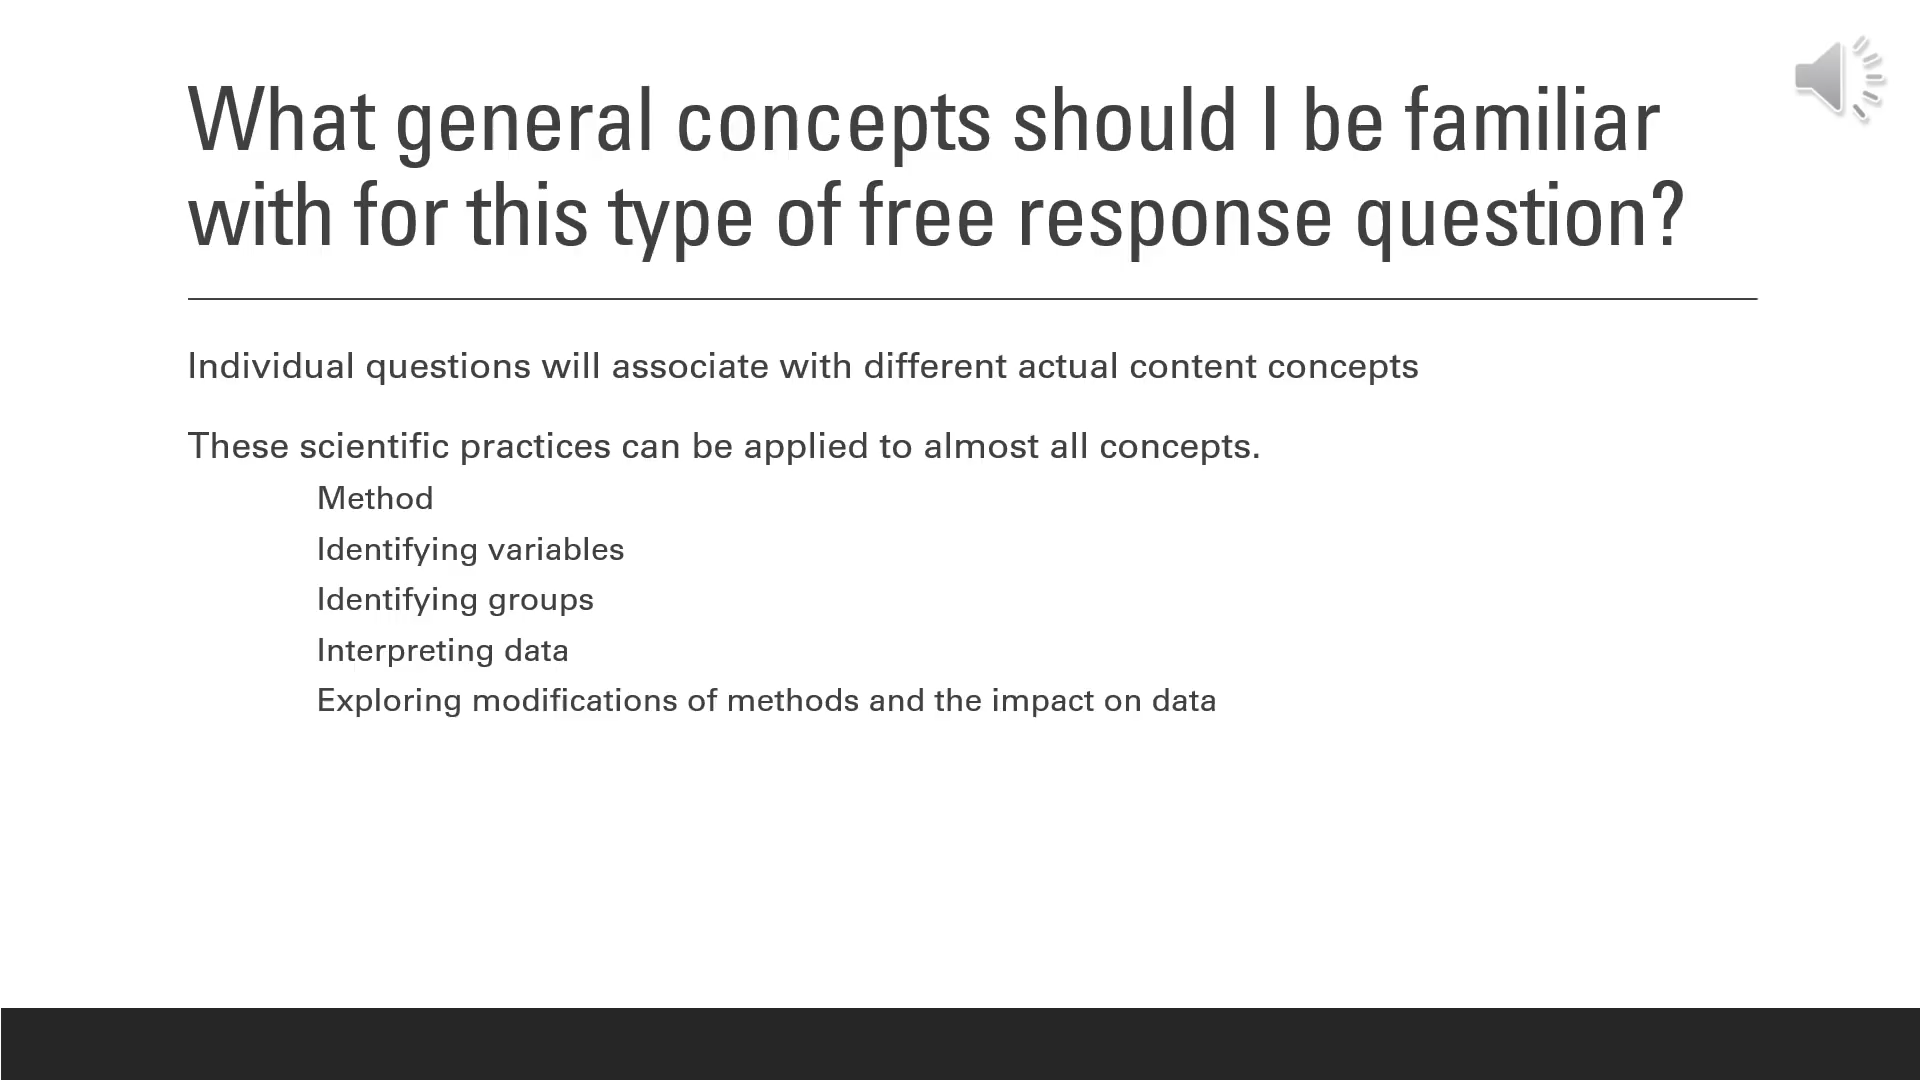 What general concepts should I be familiar
with for this type of free response question?
Individual questions will associate with different actual content concepts
These scientific practices can be applied to almost all concepts.
Method
Identifying variables
Identifying groups
Interpreting data
Exploring modifications of methods and the impact on data